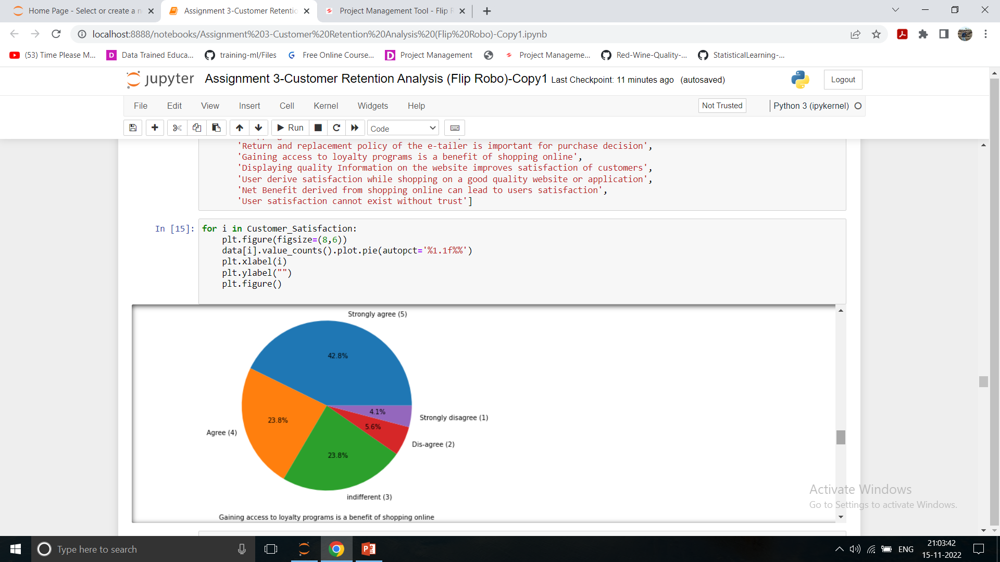 Home Page - Select or create a n
Assignment 3-Customer Retentic
Project Management Tool - Flip R
localhost:8888/notebooks/Assignment%203-Customer%20Retention%20Analysis%20(Flip%20Robo)-Copy1.ipynb
(53) Time Please M...
Data Trained Educa...
training-ml/Files
Free Online Course...
Project Management
Project Manageme...
Red-Wine-Quality-...
StatisticalLearning-...
jupyter Assignment 3-Customer Retention Analysis (Flip Robo)-Copy1 Last Checkpoint: 11 minutes ago (autosaved)
Logout
File Edit View Insert Cell Kernel Widgets Help
Not Trusted
Python 3 (ipykernel)
Run
Code
'Return and replacement policy of the e-tailer is important for purchase decision',
'Gaining access to loyalty programs is a benefit of shopping online',
'Displaying quality Information on the website improves satisfaction of customers',
'User derive satisfaction while shopping on a good quality website or application',
'Net Benefit derived from shopping online can lead to users satisfaction',
'User satisfaction cannot exist without trust']
In [15]: for i in Customer_Satisfaction:
plt.figure(figsize=(8,6))
data[i].value_counts().plot.pie(autopct='%1.1f%%')
plt.xlabel(i)
plt.ylabel("")
plt.figure()
Strongly agree (5)
42.8%
4.1%
Strongly disagree (1)
23.8%
5.6%
Agree (4)
Dis-agree (2)
23.8%
indifferent (3)
Gaining access to loyalty programs is a benefit of shopping online
Activate Windows
Go to Settings to activate Windows.
Type here to search
ENG
21:03:42
15-11-2022